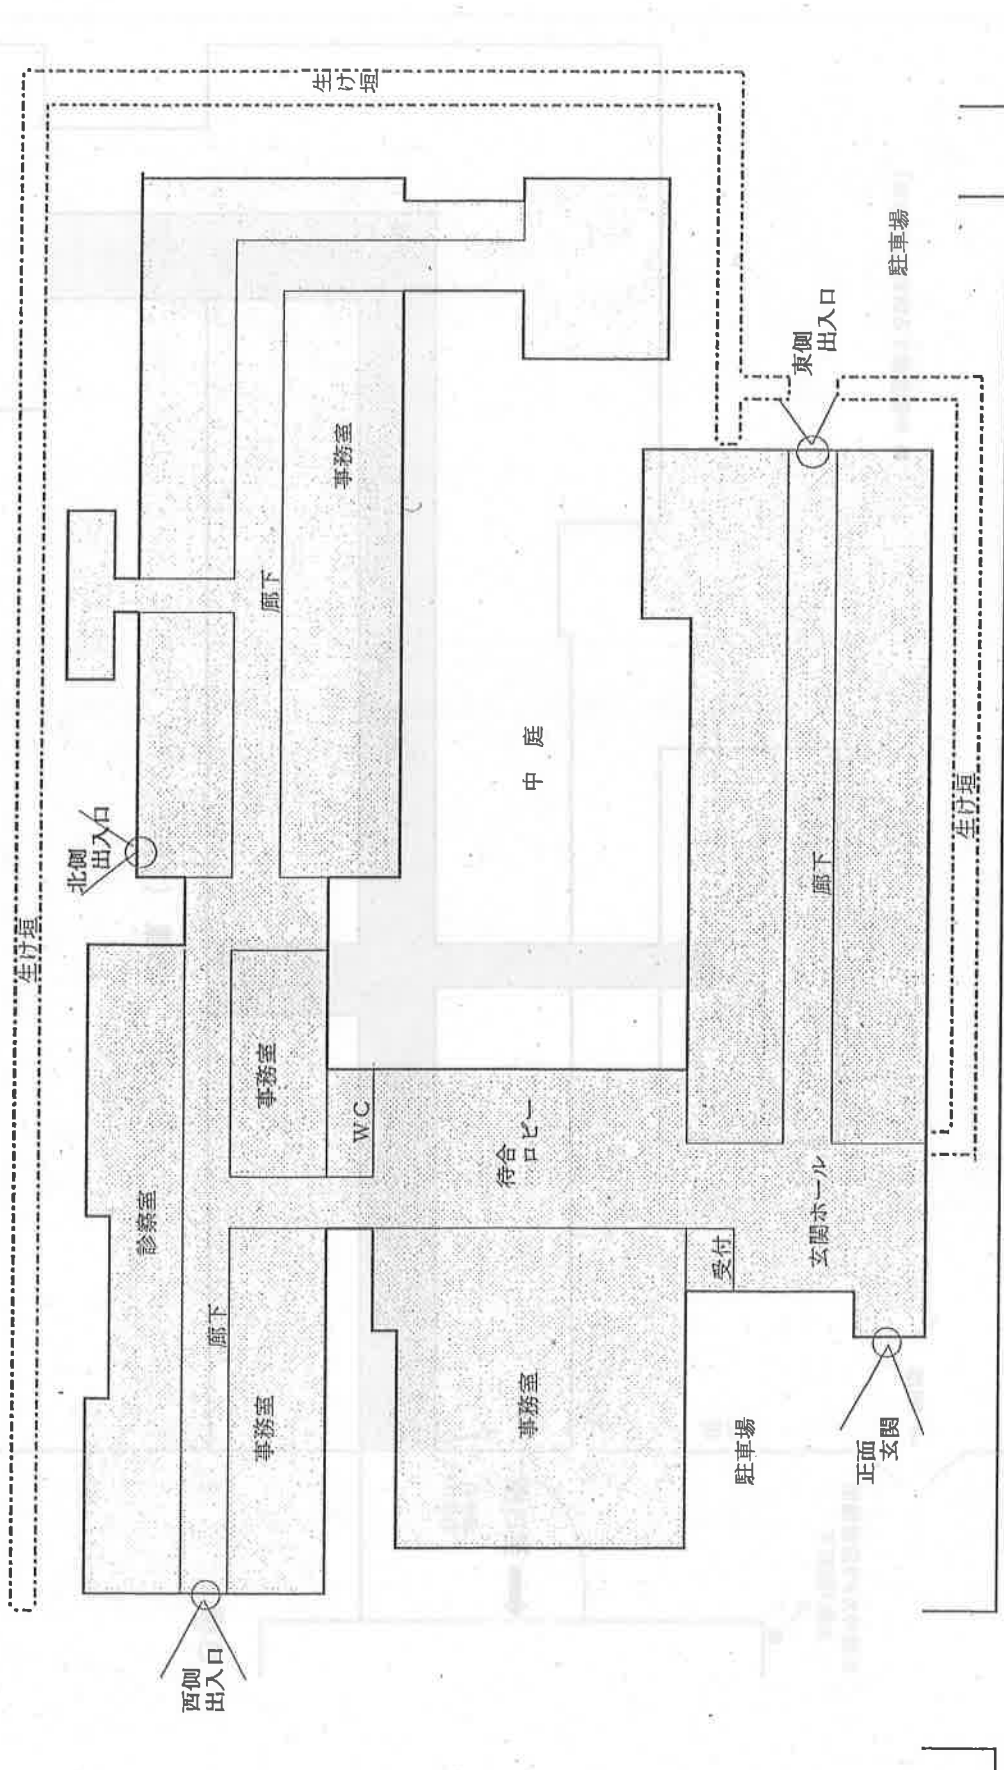 生け垣
生け垣
北側
出入口
診察室
廊下
事務室
西側
出入口
事務室
廊下
事務室
WC
待合
ロビー
事務室
中庭
受付
玄関ホール
廊下
駐車場
正面
玄関
東側
出入口
駐車場
生け垣